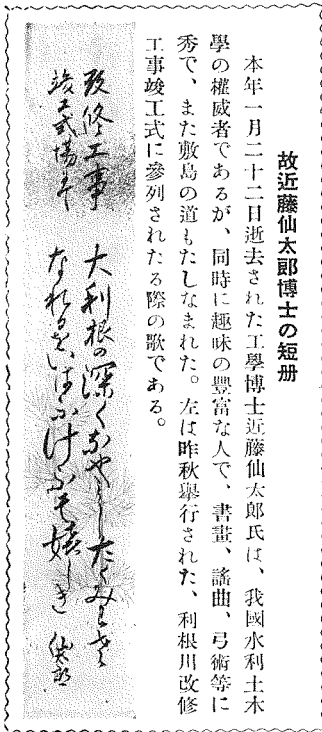 故近藤仙太郎博士の短册
本年一月二十二日逝去された工學博士近藤仙太郎氏は、我國水利土木
學の權威者であるが、同時に趣味の豐富な人で、書畫、謠曲、弓術等に
秀で、また敷島の道もたしなまれた。左は昨秋擧行された、利根川改修
工事竣工式に參列されたる際の歌である。
改修工事
竣工式場にて
大利根の深くなやみしたくみさへ
なれるをいはふけふぞ嬉しき
仙太郎